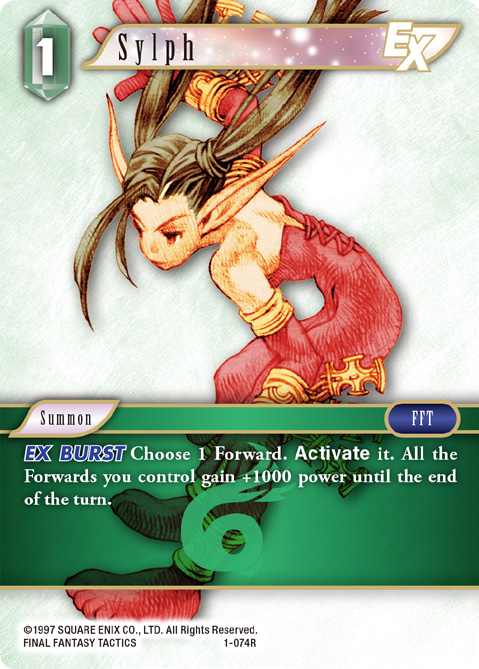 1
Sylph
EX
Summon
FFT
EX BURST Choose 1 Forward. Activate it. All the
Forwards you control gain +1000 power until the end
of the turn.
©1997 SQUARE ENIX CO., LTD. All Rights Reserved.
FINAL FANTASY TACTICS 1-074R